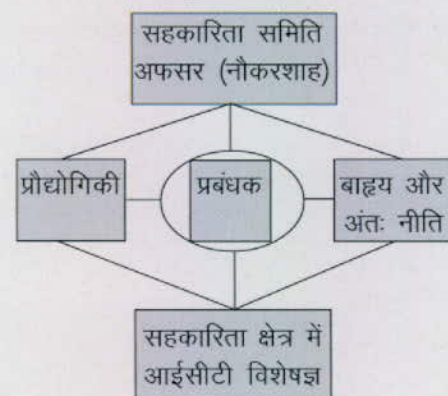 सहकारिता समिति
अफसर (नौकरशाह)
प्रौद्योगिकी
प्रबंधक
बाहृय और
अंतः नीति
सहकारिता क्षेत्र में
आईसीटी विशेषज्ञ